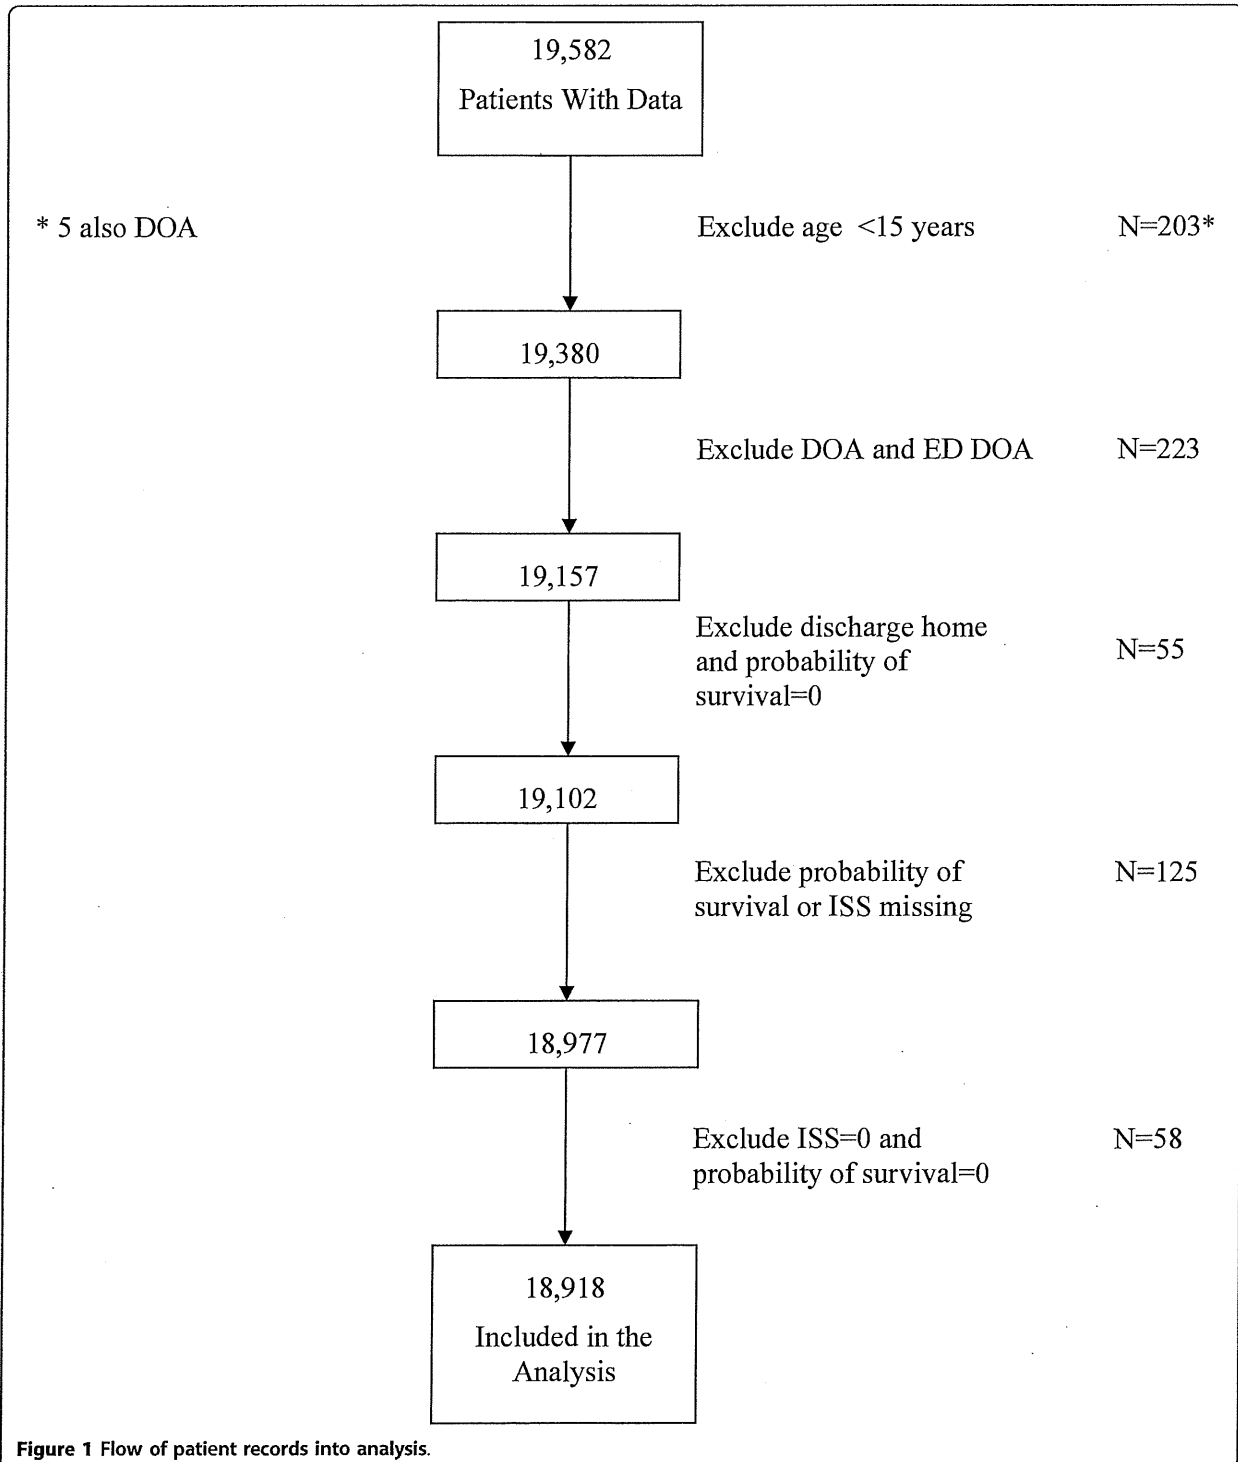 19,582
Patients With Data
* 5 also DOA
Exclude age <15 years
N=203*
19,380
Exclude DOA and ED DOA
N=223
19,157
Exclude discharge home
and probability of
survival=0
N=55
19,102
Exclude probability of
survival or ISS missing
N=125
18,977
Exclude ISS=0 and
probability of survival=0
N=58
18,918
Included in the
Analysis
Figure 1 Flow of patient records into analysis.